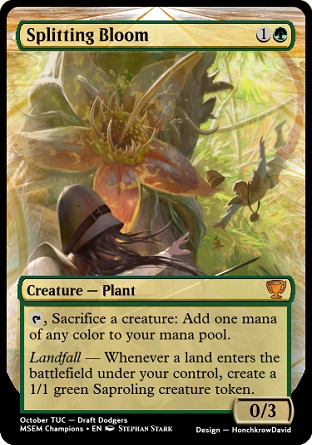 Splitting Bloom 1
Creature — Plant
, Sacrifice a creature: Add one mana
of any color to your mana pool.
Landfall — Whenever a land enters the
battlefield under your control, create a
1/1 green Saproling creature token.
0/3
October TUC — Draft Dodgers
MSEM Champions • EN Stephan Stark
Design — HonchkrowDavid